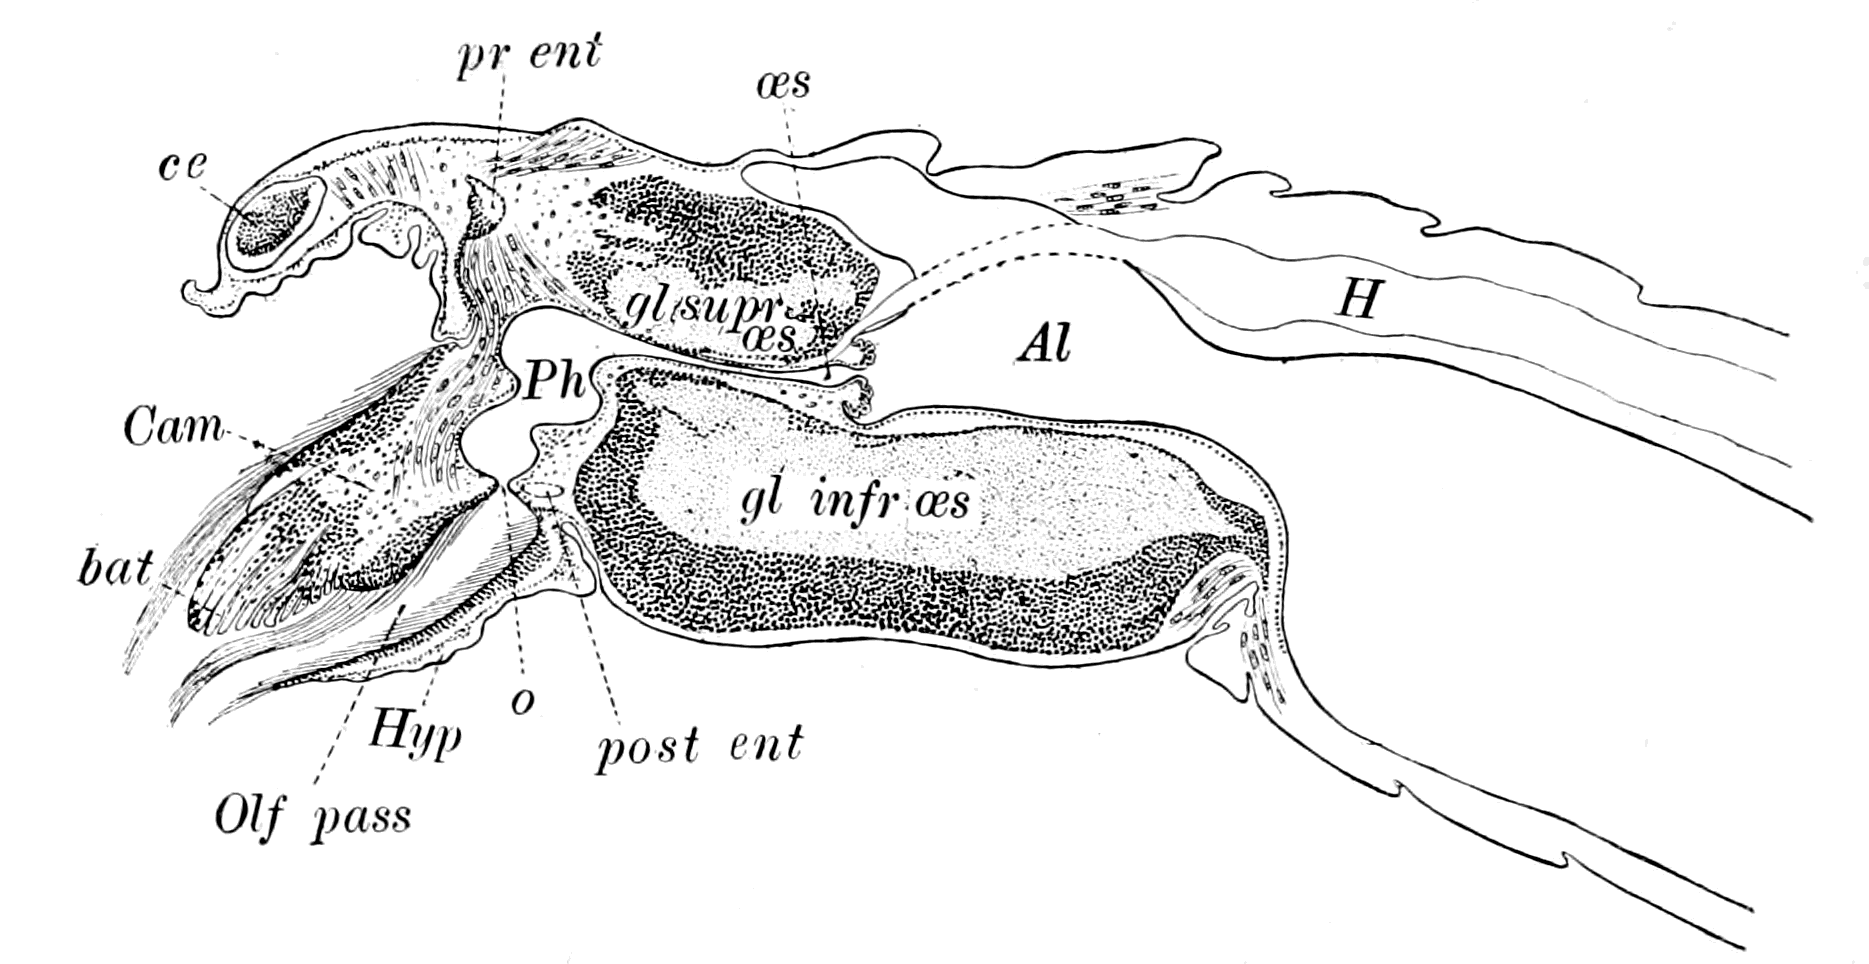 pr ent
œs
ce
gl supr
œs
H
Al
Ph
Cam
gl infr œs
bat
o
Hyp
post ent
Olf pass